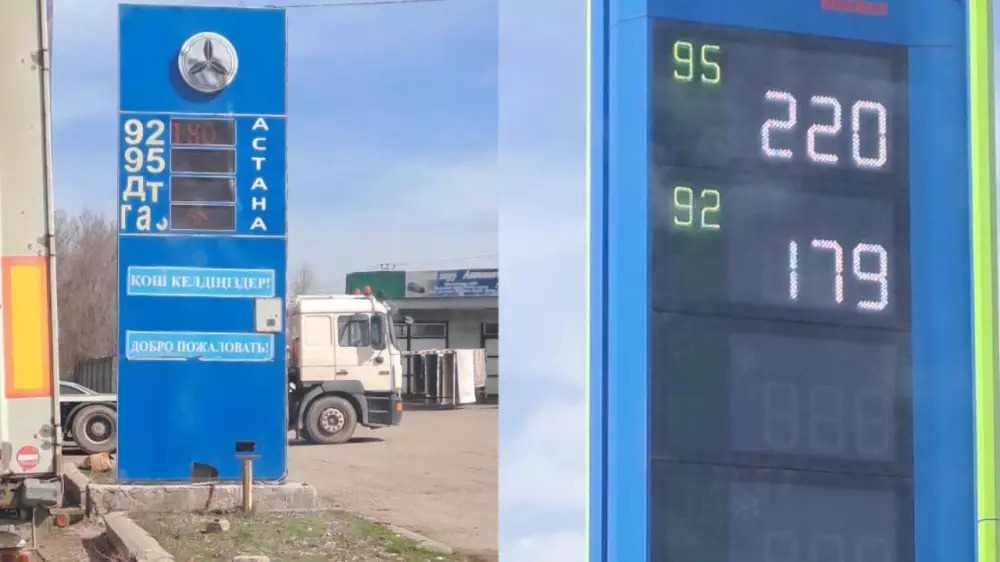 92 180
95
Дт
газ
АСТАНА
ҚОШ КЕЛДІҢІЗДЕР!
ДОБРО ПОЖАЛОВАТЬ!
95
220
92
179